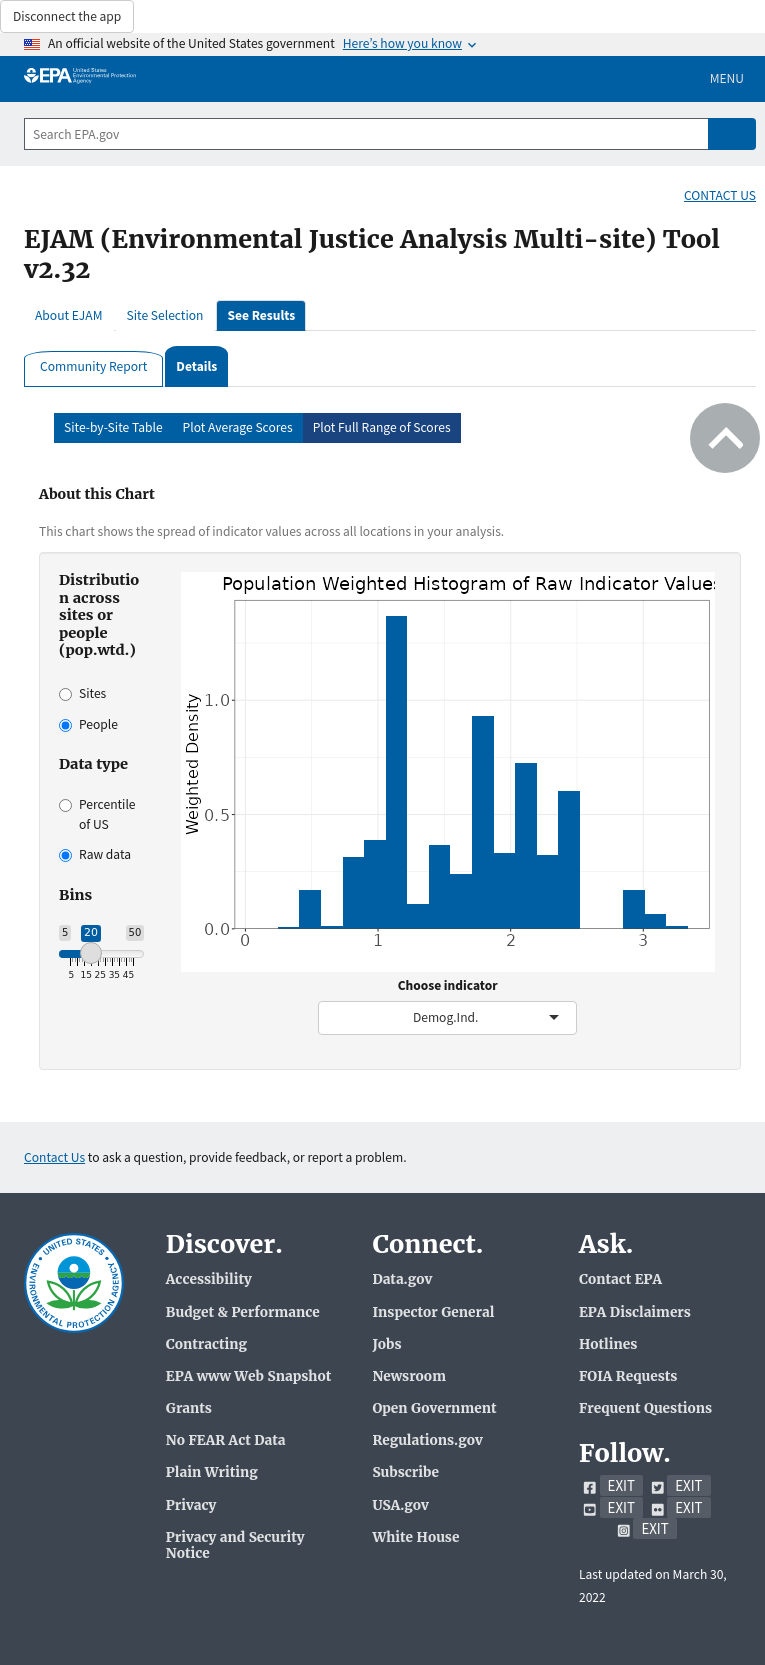 Disconnect the app
An official website of the United States government Here’s how you know
EPA United States Environmental Protection Agency
MENU
Search EPA.gov
CONTACT US
EJAM (Environmental Justice Analysis Multi-site) Tool
v2.32
About EJAM Site Selection See Results
Community Report Details
Site-by-Site Table Plot Average Scores Plot Full Range of Scores
About this Chart
This chart shows the spread of indicator values across all locations in your analysis.
Distributio
n across
sites or
people
(pop.wtd.)
Sites
People
Data type
Percentile
of US
Raw data
Bins
5 20 50
5 15 25 35 45
Population Weighted Histogram of Raw Indicator Values
Weighted Density
1.0
0.5
0.0
0 1 2 3
Choose indicator
Demog.Ind.
Contact Us to ask a question, provide feedback, or report a problem.
UNITED STATES
ENVIRONMENTAL PROTECTION AGENCY
Discover.
Accessibility
Budget & Performance
Contracting
EPA www Web Snapshot
Grants
No FEAR Act Data
Plain Writing
Privacy
Privacy and Security
Notice
Connect.
Data.gov
Inspector General
Jobs
Newsroom
Open Government
Regulations.gov
Subscribe
USA.gov
White House
Ask.
Contact EPA
EPA Disclaimers
Hotlines
FOIA Requests
Frequent Questions
Follow.
EXIT EXIT
EXIT EXIT
EXIT
Last updated on March 30,
2022